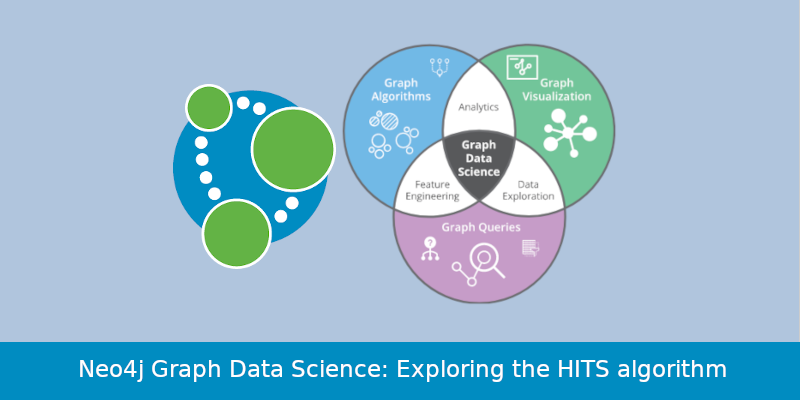 Graph
Algorithms
Analytics
Graph
Visualization
Graph
Data
Science
Feature
Engineering
Data
Exploration
Graph Queries
?
Neo4j Graph Data Science: Exploring the HITS algorithm